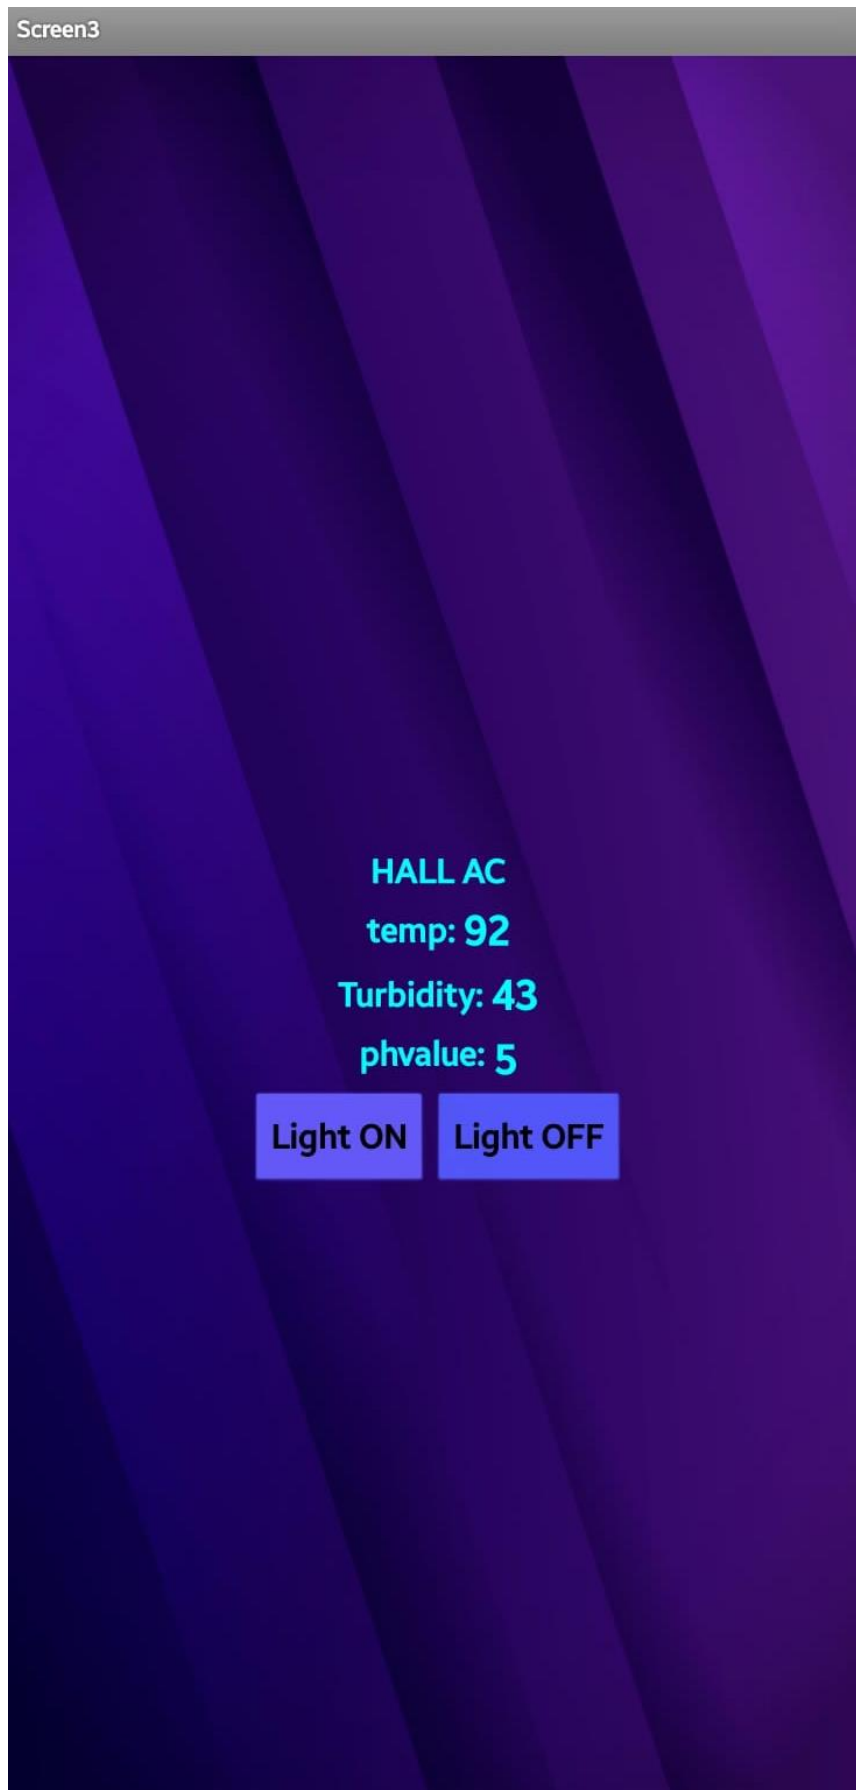 Screen3
HALL AC
temp: 92
Turbidity: 43
phvalue: 5
Light ON Light OFF